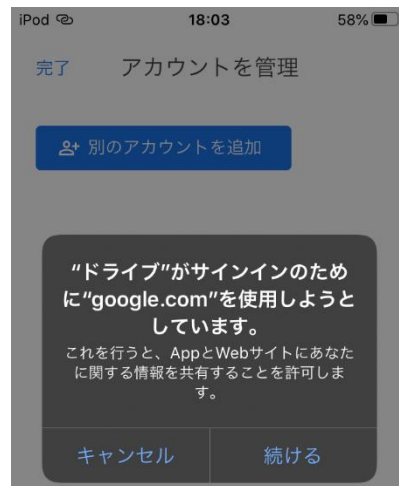 iPod 18:03 58%
完了 アカウントを管理
別のアカウントを追加
“ドライブ”がサインインのため
に“google.com”を使用しようと
しています。
これを行うと、AppとWebサイトにあなた
に関する情報を共有することを許可しま
す。
キャンセル 続ける